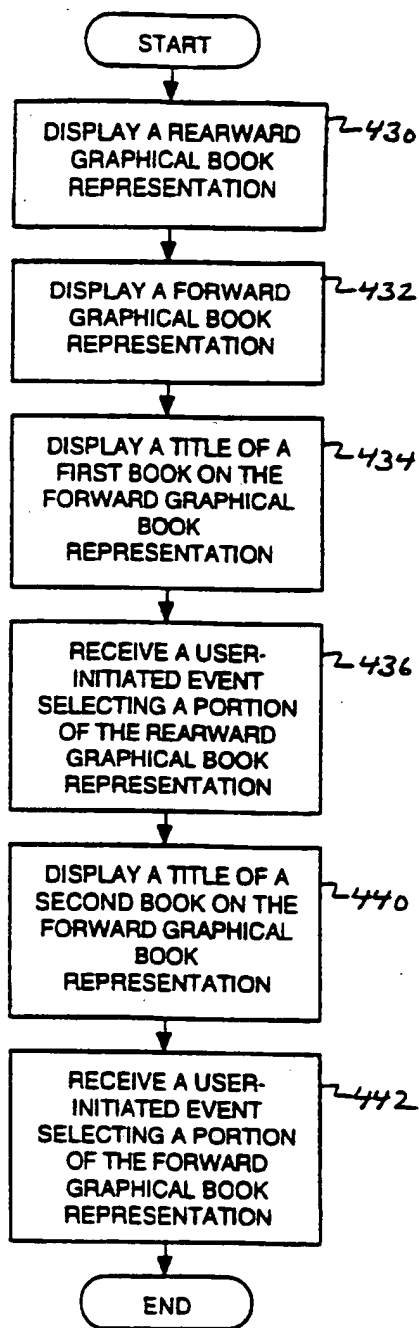 START
DISPLAY A REARWARD
GRAPHICAL BOOK
REPRESENTATION
430
DISPLAY A FORWARD
GRAPHICAL BOOK
REPRESENTATION
432
DISPLAY A TITLE OF A
FIRST BOOK ON THE
FORWARD GRAPHICAL
BOOK
REPRESENTATION
434
RECEIVE A USER-
INITIATED EVENT
SELECTING A PORTION
OF THE REARWARD
GRAPHICAL BOOK
REPRESENTATION
436
DISPLAY A TITLE OF A
SECOND BOOK ON THE
FORWARD GRAPHICAL
BOOK
REPRESENTATION
440
RECEIVE A USER-
INITIATED EVENT
SELECTING A PORTION
OF THE FORWARD
GRAPHICAL BOOK
REPRESENTATION
442
END